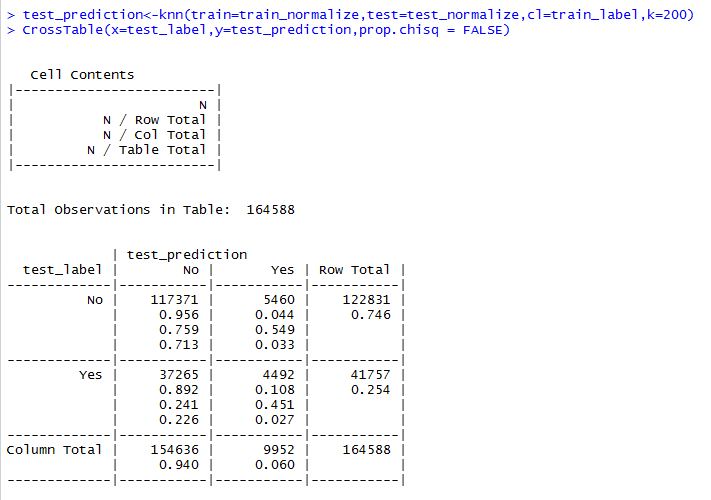 > test_prediction<-knn(train=train_normalize,test=test_normalize,cl=train_label,k=200)
> CrossTable(x=test_label,y=test_prediction,prop.chisq = FALSE)
   Cell Contents
|-------------------------|
|                       N |
|           N / Row Total |
|           N / Col Total |
|         N / Table Total |
|-------------------------|
Total Observations in Table:  164588
             | test_prediction
  test_label |        No |       Yes | Row Total |
-------------|-----------|-----------|-----------|
          No |    117371 |      5460 |    122831 |
             |     0.956 |     0.044 |     0.746 |
             |     0.759 |     0.549 |           |
             |     0.713 |     0.033 |           |
-------------|-----------|-----------|-----------|
         Yes |     37265 |      4492 |     41757 |
             |     0.892 |     0.108 |     0.254 |
             |     0.241 |     0.451 |           |
             |     0.226 |     0.027 |           |
-------------|-----------|-----------|-----------|
Column Total |    154636 |      9952 |    164588 |
             |     0.940 |     0.060 |           |
-------------|-----------|-----------|-----------|